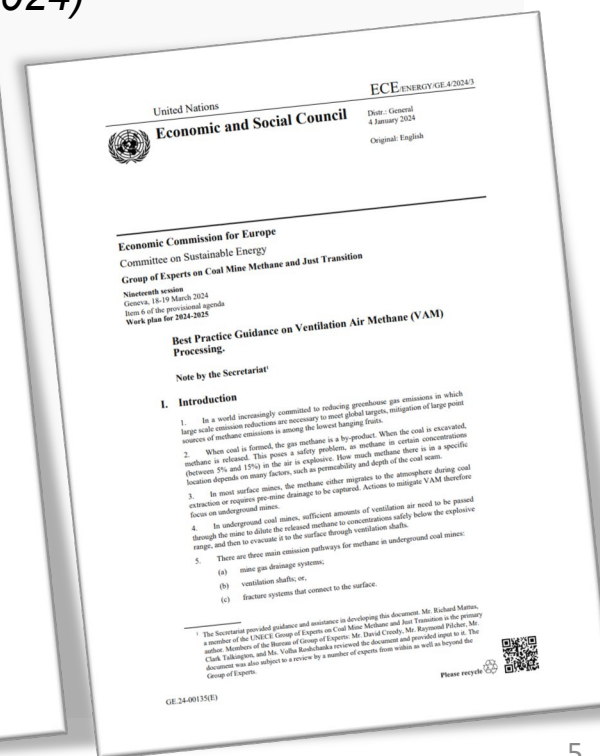 024)
United Nations
ECE/ENERGY/GE.4/2024/3
Economic and Social Council
Distr.: General
4 January 2024
Original: English
Economic Commission for Europe
Committee on Sustainable Energy
Group of Experts on Coal Mine Methane and Just Transition
Nineteenth session
Geneva, 18-19 March 2024
Item 6 of the provisional agenda
Work plan for 2024-2025
Best Practice Guidance on Ventilation Air Methane (VAM)
Processing.
Note by the Secretariat¹
I. Introduction
1. In a world increasingly committed to reducing greenhouse gas emissions in which
large scale emission reductions are necessary to meet global targets, mitigation of large point
sources of methane emissions is among the lowest hanging fruits.
2. When coal is formed, the gas methane is a by-product. When the coal is excavated,
methane is released. This poses a safety problem, as methane in certain concentrations
(between 5% and 15%) in the air is explosive. How much methane there is in a specific
location depends on many factors, such as permeability and depth of the coal seam.
3. In most surface mines, the methane either migrates to the atmosphere during coal
extraction or requires pre-mine drainage to be captured. Actions to mitigate VAM therefore
focus on underground mines.
4. In underground coal mines, sufficient amounts of ventilation air need to be passed
through the mine to dilute the released methane to concentrations safely below the explosive
range, and then to evacuate it to the surface through ventilation shafts.
5. There are three main emission pathways for methane in underground coal mines:
(a) mine gas drainage systems;
(b) ventilation shafts; or,
(c) fracture systems that connect to the surface.
¹ The Secretariat provided guidance and assistance in developing this document. Mr. Richard Mattus,
a member of the UNECE Group of Experts on Coal Mine Methane and Just Transition is the primary
author. Members of the Bureau of Group of Experts: Mr. David Creedy, Mr. Raymond Pilcher, Mr.
Clark Talkington, and Ms. Volha Roshchanka reviewed the document and provided input to it. The
document was also subject to a review by a number of experts from within as well as beyond the
Group of Experts.
GE.24-00135(E)
Please recycle
5